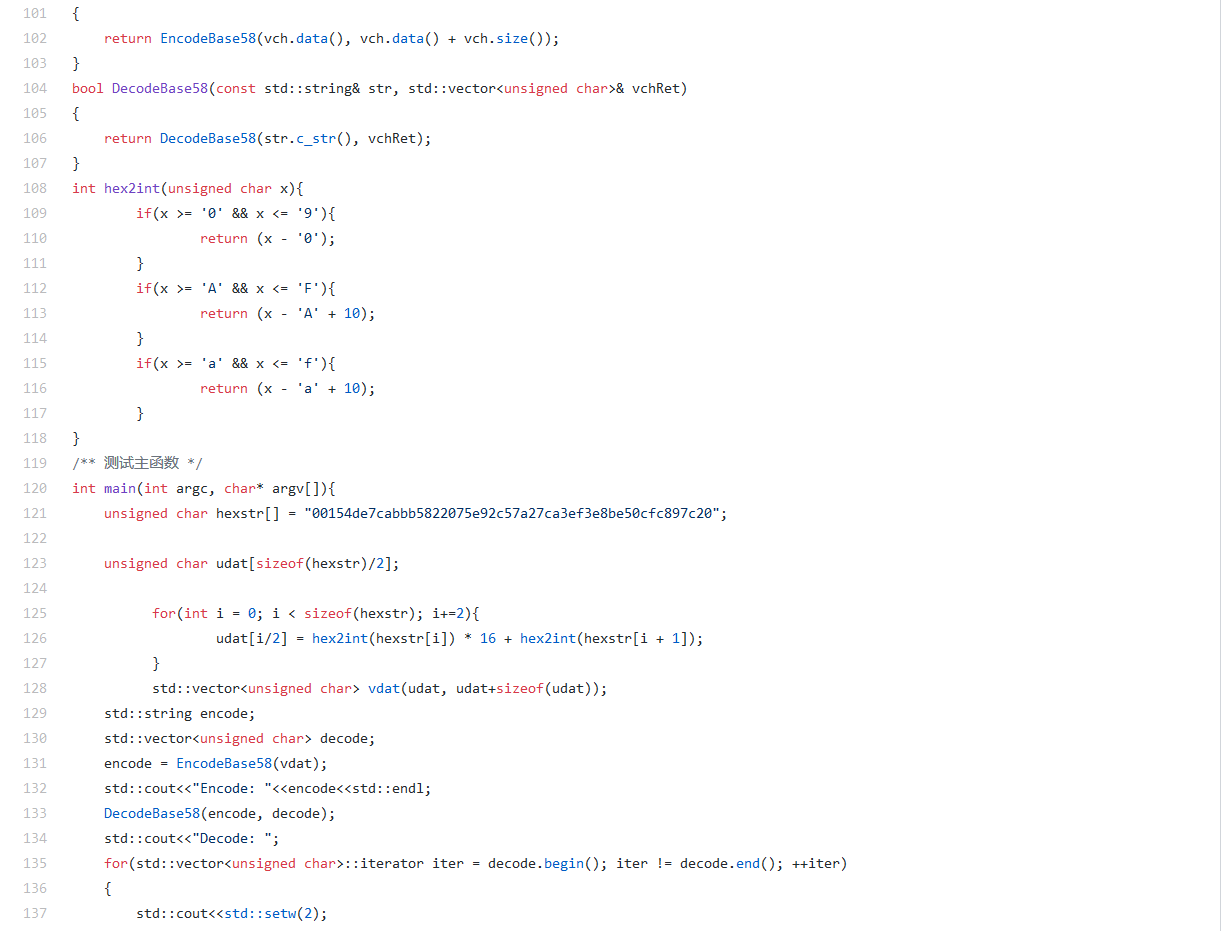 101 {
102     return EncodeBase58(vch.data(), vch.data() + vch.size());
103 }
104 bool DecodeBase58(const std::string& str, std::vector<unsigned char>& vchRet)
105 {
106     return DecodeBase58(str.c_str(), vchRet);
107 }
108 int hex2int(unsigned char x){
109         if(x >= '0' && x <= '9'){
110                 return (x - '0');
111         }
112         if(x >= 'A' && x <= 'F'){
113                 return (x - 'A' + 10);
114         }
115         if(x >= 'a' && x <= 'f'){
116                 return (x - 'a' + 10);
117         }
118 }
119 /** 测试主函数 */
120 int main(int argc, char* argv[]){
121     unsigned char hexstr[] = "00154de7cabbb5822075e92c57a27ca3ef3e8be50cfc897c20";
122
123     unsigned char udat[sizeof(hexstr)/2];
124
125           for(int i = 0; i < sizeof(hexstr); i+=2){
126                   udat[i/2] = hex2int(hexstr[i]) * 16 + hex2int(hexstr[i + 1]);
127           }
128           std::vector<unsigned char> vdat(udat, udat+sizeof(udat));
129     std::string encode;
130     std::vector<unsigned char> decode;
131     encode = EncodeBase58(vdat);
132     std::cout<<"Encode: "<<encode<<std::endl;
133     DecodeBase58(encode, decode);
134     std::cout<<"Decode: ";
135     for(std::vector<unsigned char>::iterator iter = decode.begin(); iter != decode.end(); ++iter)
136     {
137         std::cout<<std::setw(2);